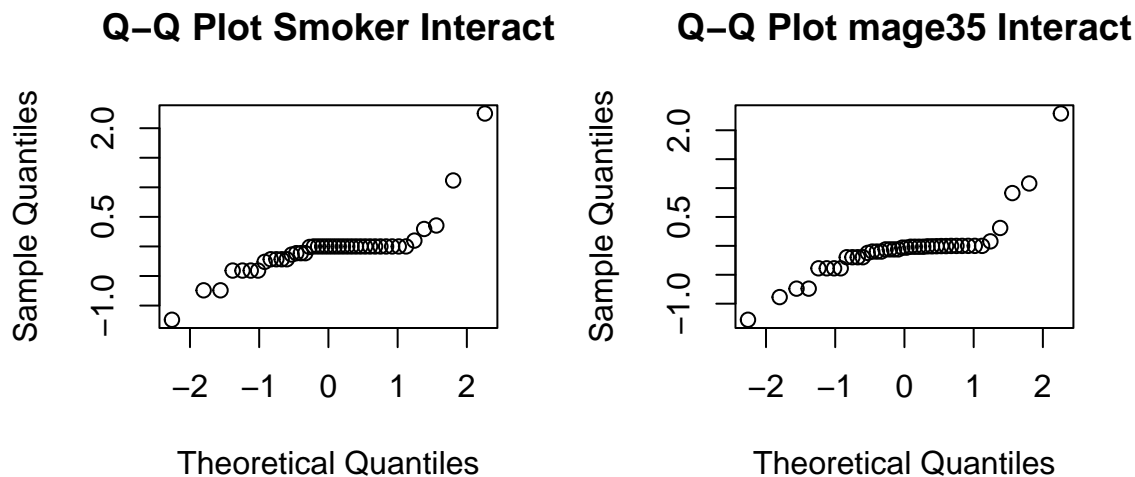 Q−Q Plot Smoker Interact
Sample Quantiles
2.0
0.5
−1.0
−2 −1 0 1 2
Theoretical Quantiles
Q−Q Plot mage35 Interact
Sample Quantiles
2.0
0.5
−1.0
−2 −1 0 1 2
Theoretical Quantiles